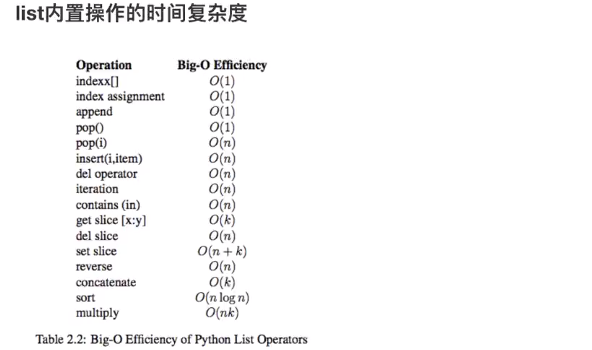 list内置操作的时间复杂度
Operation Big-O Efficiency
indexx[] O(1)
index assignment O(1)
append O(1)
pop() O(1)
pop(i) O(n)
insert(i,item) O(n)
del operator O(n)
iteration O(n)
contains (in) O(n)
get slice [x:y] O(k)
del slice O(n)
set slice O(n + k)
reverse O(n)
concatenate O(k)
sort O(n log n)
multiply O(nk)
Table 2.2: Big-O Efficiency of Python List Operators